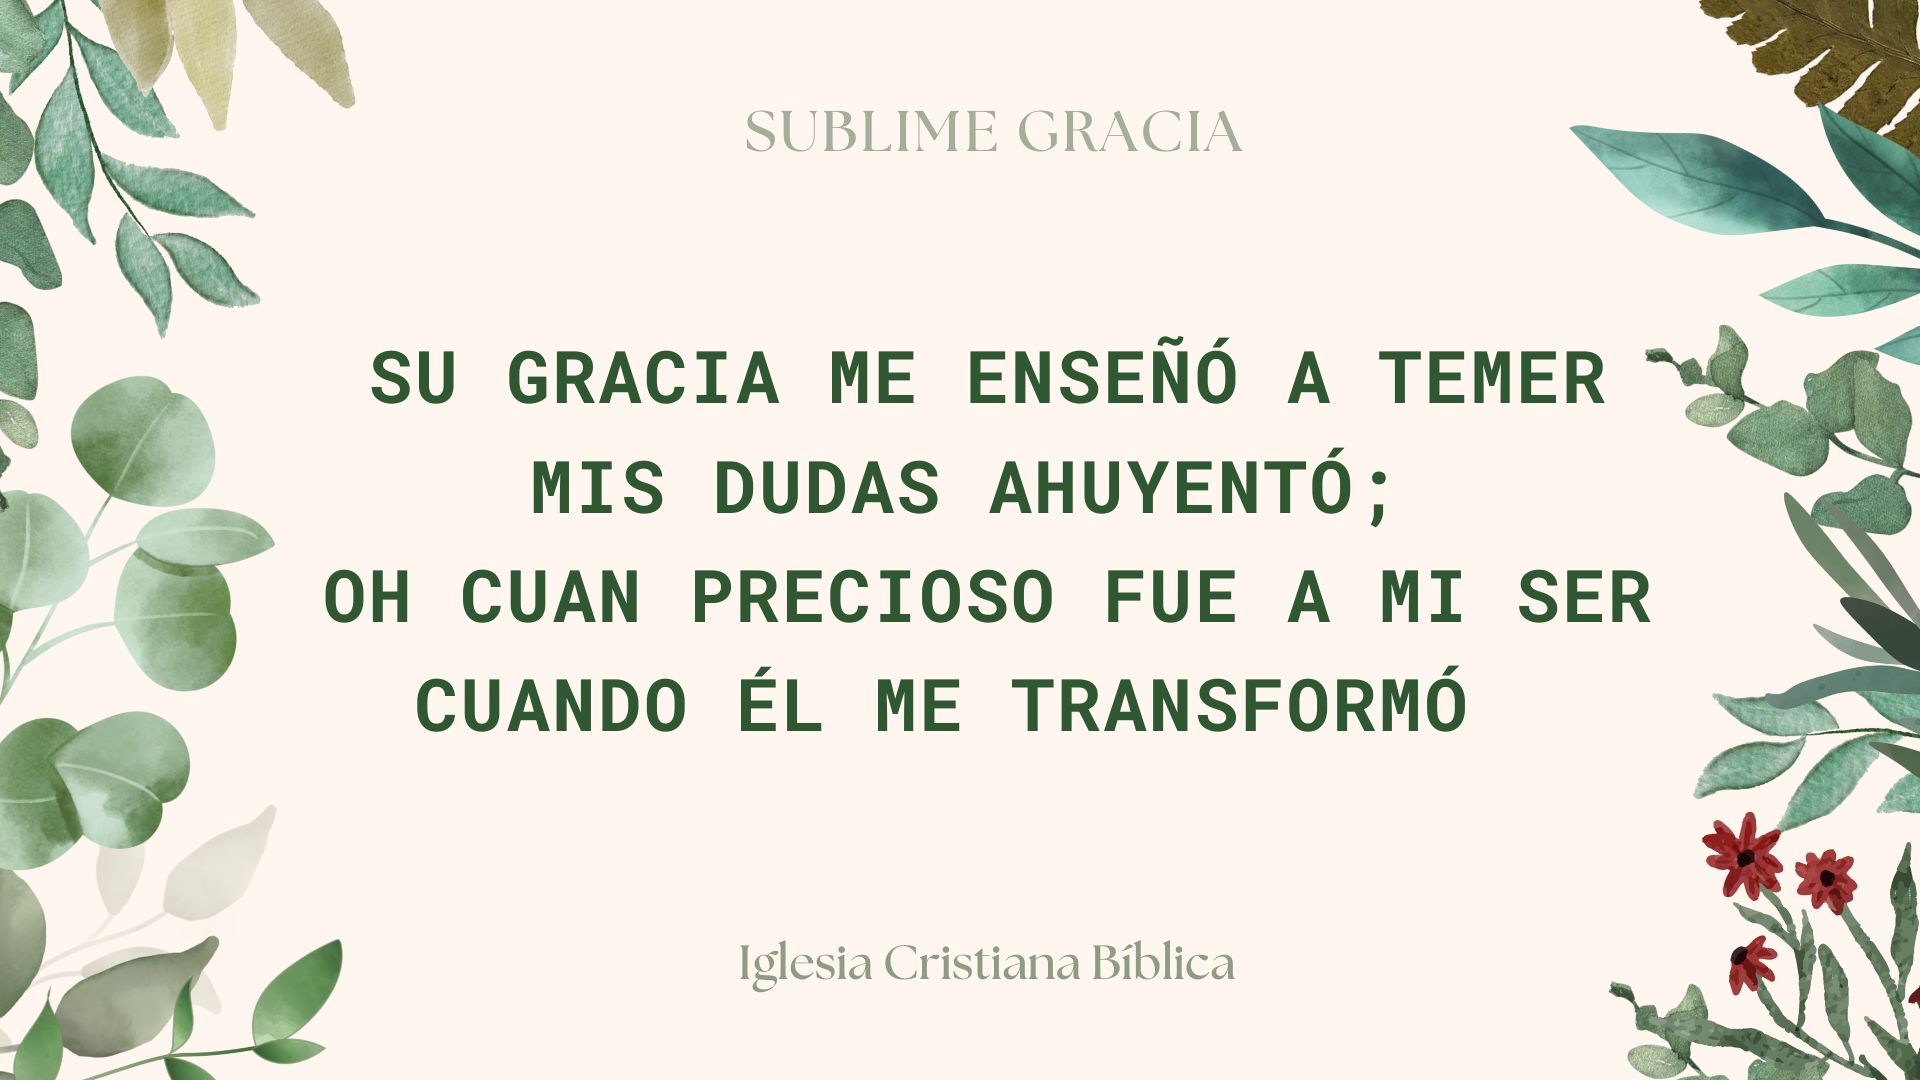 SUBLIME GRACIA
SU GRACIA ME ENSEÑÓ A TEMER
MIS DUDAS AHUYENTÓ;
OH CUAN PRECIOSO FUE A MI SER
CUANDO ÉL ME TRANSFORMÓ
Iglesia Cristiana Bíblica